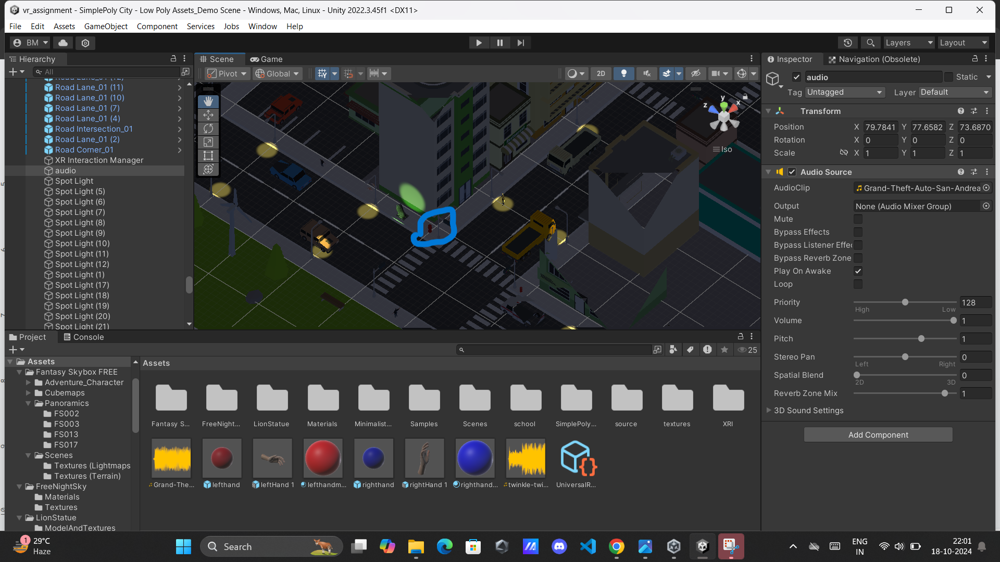 vr_assignment - SimplePoly City - Low Poly Assets_Demo Scene - Windows, Mac, Linux - Unity 2022.3.45f1 <DX11>
File Edit Assets GameObject Component Services Jobs Window Help
BM Layers Layout
Hierarchy
All
Road Lane_01 (12)
Road Lane_01 (11)
Road Lane_01 (10)
Road Lane_01 (7)
Road Lane_01 (4)
Road Intersection_01
Road Lane_01 (2)
Road Corner_01
XR Interaction Manager
audio
Spot Light
Spot Light (5)
Spot Light (6)
Spot Light (7)
Spot Light (8)
Spot Light (9)
Spot Light (10)
Spot Light (11)
Spot Light (12)
Spot Light (1)
Spot Light (17)
Spot Light (18)
Spot Light (19)
Spot Light (20)
Spot Light (21)
Scene Game
Pivot Global 2D
y
z x
Iso
Inspector Navigation (Obsolete)
audio Static
Tag Untagged Layer Default
Transform
Position X 79.7841 Y 77.6582 Z 73.6870
Rotation X 0 Y 0 Z 0
Scale X 1 Y 1 Z 1
Audio Source
AudioClip Grand-Theft-Auto-San-Andrea
Output None (Audio Mixer Group)
Mute
Bypass Effects
Bypass Listener Effe
Bypass Reverb Zone
Play On Awake
Loop
Priority 128
High Low
Volume 1
Pitch 1
Stereo Pan 0
Left Right
Spatial Blend 0
2D 3D
Reverb Zone Mix 1
3D Sound Settings
Add Component
Project Console
25
Assets
Fantasy Skybox FREE
Adventure_Character
Cubemaps
Panoramics
FS002
FS003
FS013
FS017
Scenes
Textures (Lightmaps
Textures (Terrain)
FreeNightSky
Materials
Textures
LionStatue
ModelAndTextures
Assets
Fantasy S... FreeNight... LionStatue Materials Minimalist... Samples Scenes school SimplePoly... source textures XRI
Grand-The... lefthand leftHand 1 lefthandm... righthand rightHand 1 righthand... twinkle-twi... UniversalR...
1 29°C
Haze
Search
ENG
IN
22:01
18-10-2024